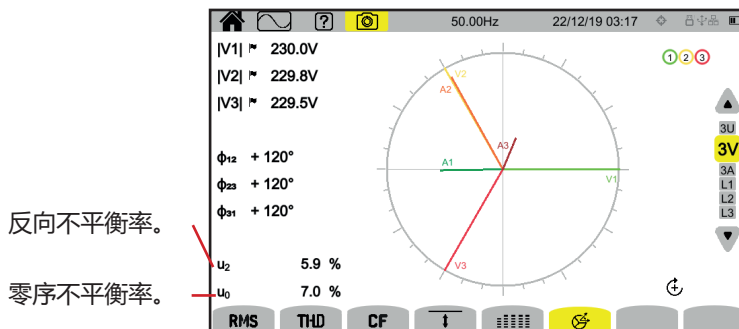 ? 50.00Hz 22/12/19 03:17
|V1| 230.0V
|V2| 229.8V
|V3| 229.5V
ϕ12 + 120°
ϕ23 + 120°
ϕ31 + 120°
反向不平衡率。
u2 5.9 %
零序不平衡率。
u0 7.0 %
V2
A2
A3
A1
V1
V3
1 2 3
3U
3V
3A
L1
L2
L3
RMS THD CF